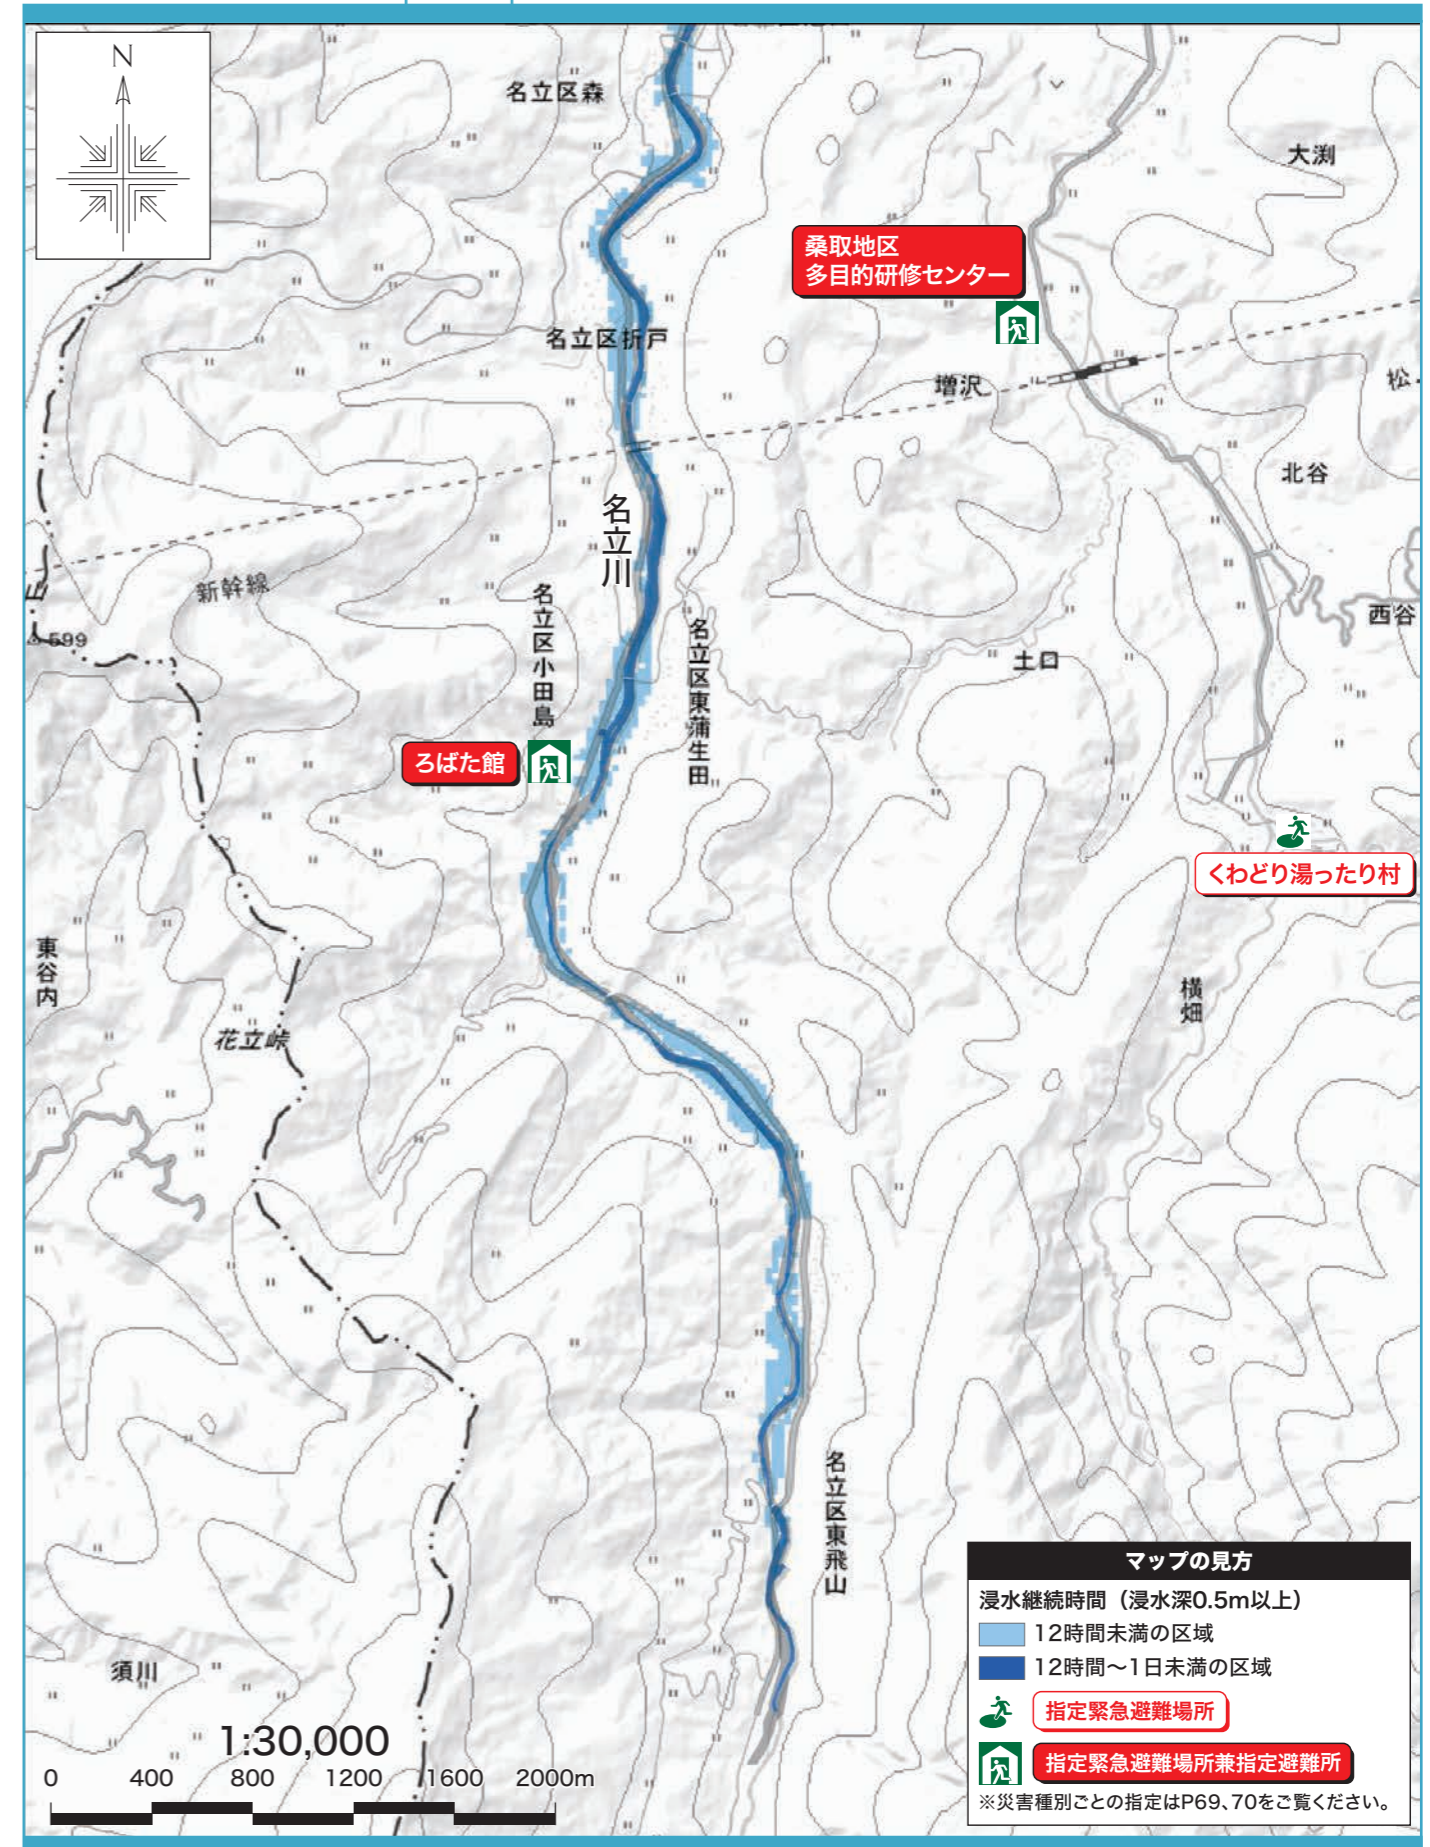 N
名立区森
大渕
桑取地区
多目的研修センター
名立区折戸
増沢
松
北谷
名立川
新幹線
599
名立区小田島
名立区東蒲生田
西谷
土口
ろばた館
くわどり湯ったり村
東谷内
花立峠
横畑
名立区東飛山
須川
1:30,000
0 400 800 1200 1600 2000m
マップの見方
浸水継続時間（浸水深0.5m以上）
12時間未満の区域
12時間～1日未満の区域
指定緊急避難場所
指定緊急避難場所兼指定避難所
※災害種別ごとの指定はP69、70をご覧ください。